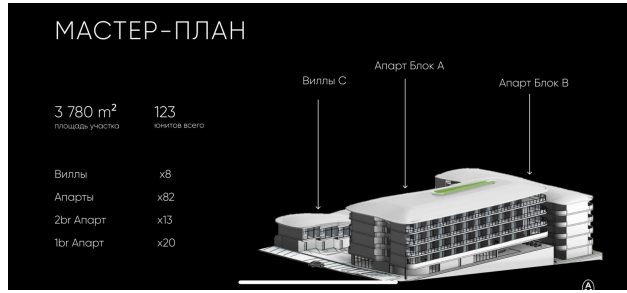 МАСТЕР-ПЛАН
Апарт Блок А
Виллы С
Апарт Блок В
3 780 m²
123
площадь участка
юнитов всего
Виллы x8
Апарты x82
2br Апарт x13
1br Апарт x20
A